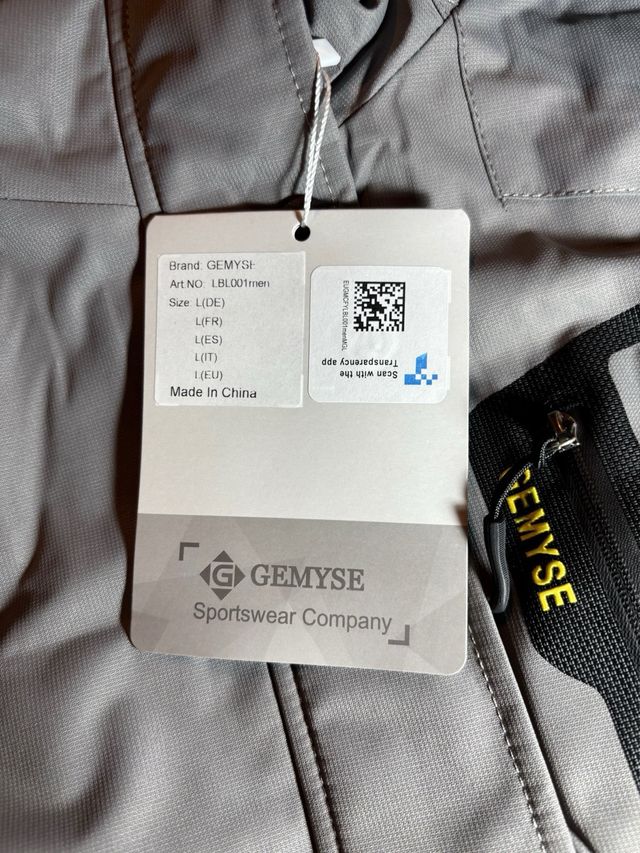 Brand: GEMYSE
Art NO: LBL001men
Size: L(DE)
L(FR)
L(ES)
L(IT)
L(EU)
Made In China
EUGMCFYLBL001menMGL
Scan with the
Transparency app
G GEMYSE
Sportswear Company
GEMYSE